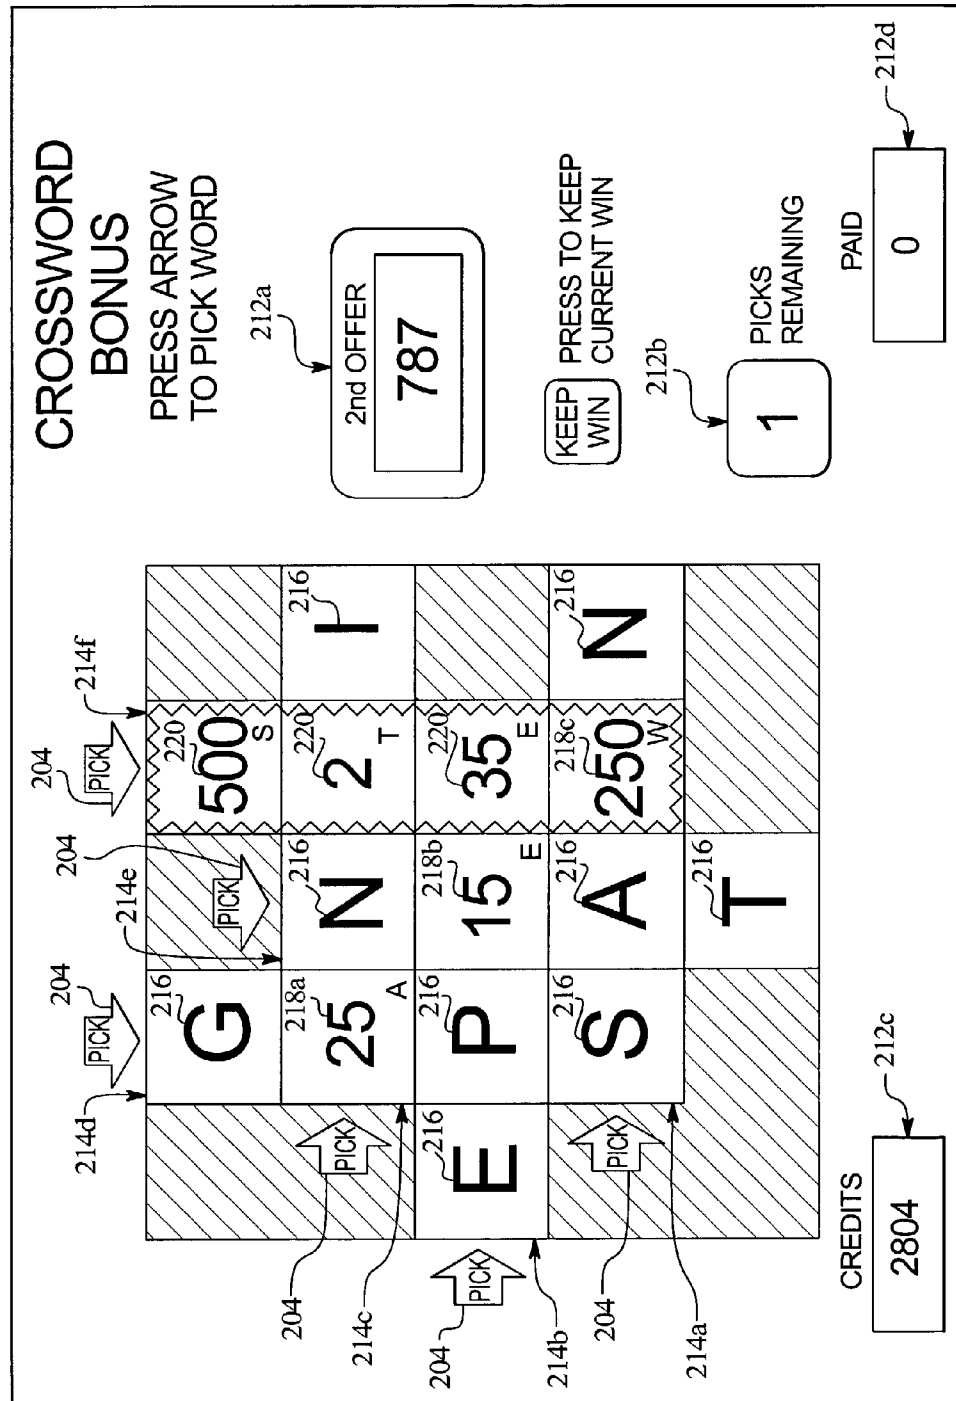 CROSSWORD
BONUS
PRESS ARROW
TO PICK WORD
214d
204
PICK
204
204
PICK
214f
216
G
214e
PICK
220
500
S
204
PICK
218a
25
A
216
N
220
2
T
216
I
212a
2nd OFFER
787
214c
204
PICK
216
E
216
P
218b
15
E
220
35
E
214b
204
PICK
216
S
216
A
218c
250
W
216
N
KEEP
WIN
PRESS TO KEEP
CURRENT WIN
214a
216
T
212b
1
PICKS
REMAINING
CREDITS
2804
212c
PAID
0
212d